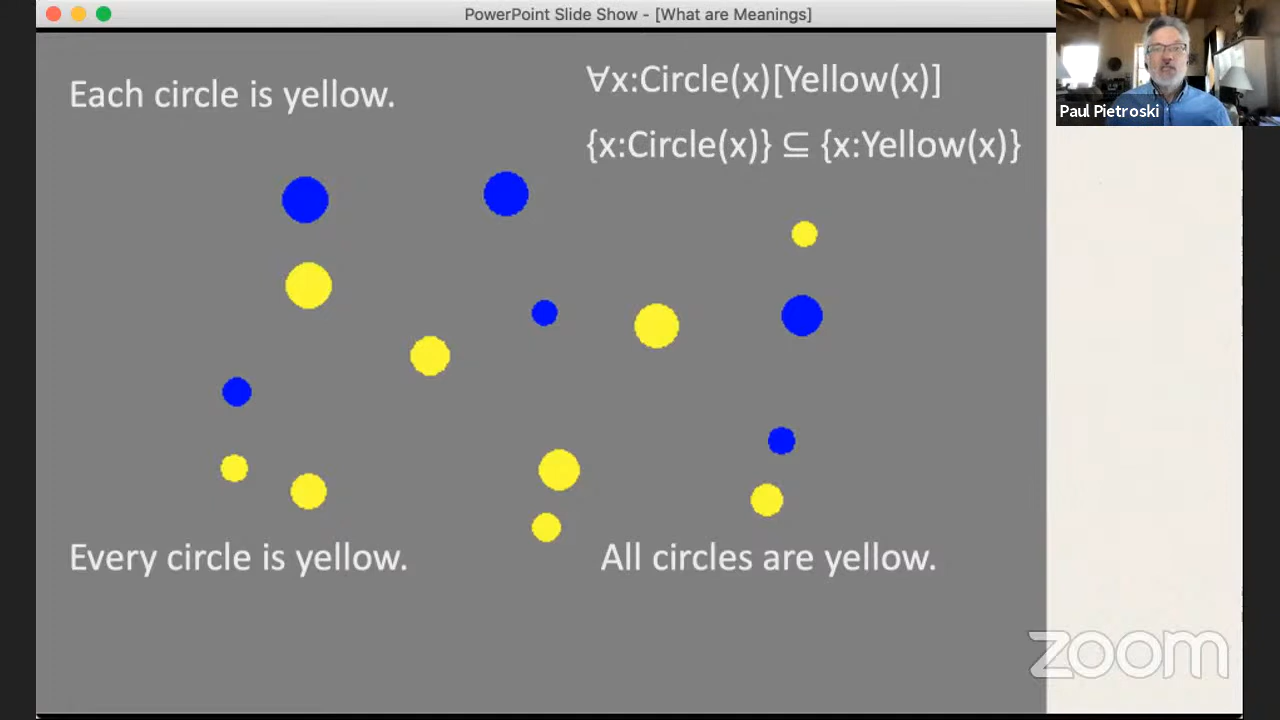 PowerPoint Slide Show - [What are Meanings]
Each circle is yellow.
∀x:Circle(x)[Yellow(x)]
{x:Circle(x)} ⊆ {x:Yellow(x)}
Paul Pietroski
Every circle is yellow.
All circles are yellow.
zoom